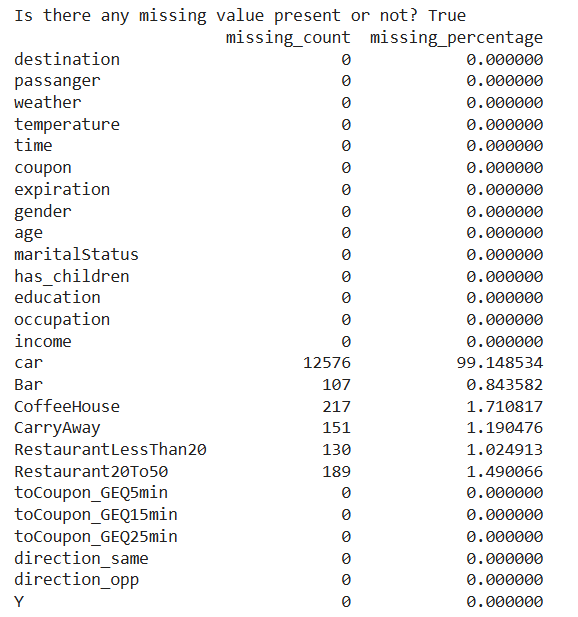 Is there any missing value present or not? True
missing_count missing_percentage
destination 0 0.000000
passanger 0 0.000000
weather 0 0.000000
temperature 0 0.000000
time 0 0.000000
coupon 0 0.000000
expiration 0 0.000000
gender 0 0.000000
age 0 0.000000
maritalStatus 0 0.000000
has_children 0 0.000000
education 0 0.000000
occupation 0 0.000000
income 0 0.000000
car 12576 99.148534
Bar 107 0.843582
CoffeeHouse 217 1.710817
CarryAway 151 1.190476
RestaurantLessThan20 130 1.024913
Restaurant20To50 189 1.490066
toCoupon_GEQ5min 0 0.000000
toCoupon_GEQ15min 0 0.000000
toCoupon_GEQ25min 0 0.000000
direction_same 0 0.000000
direction_opp 0 0.000000
Y 0 0.000000